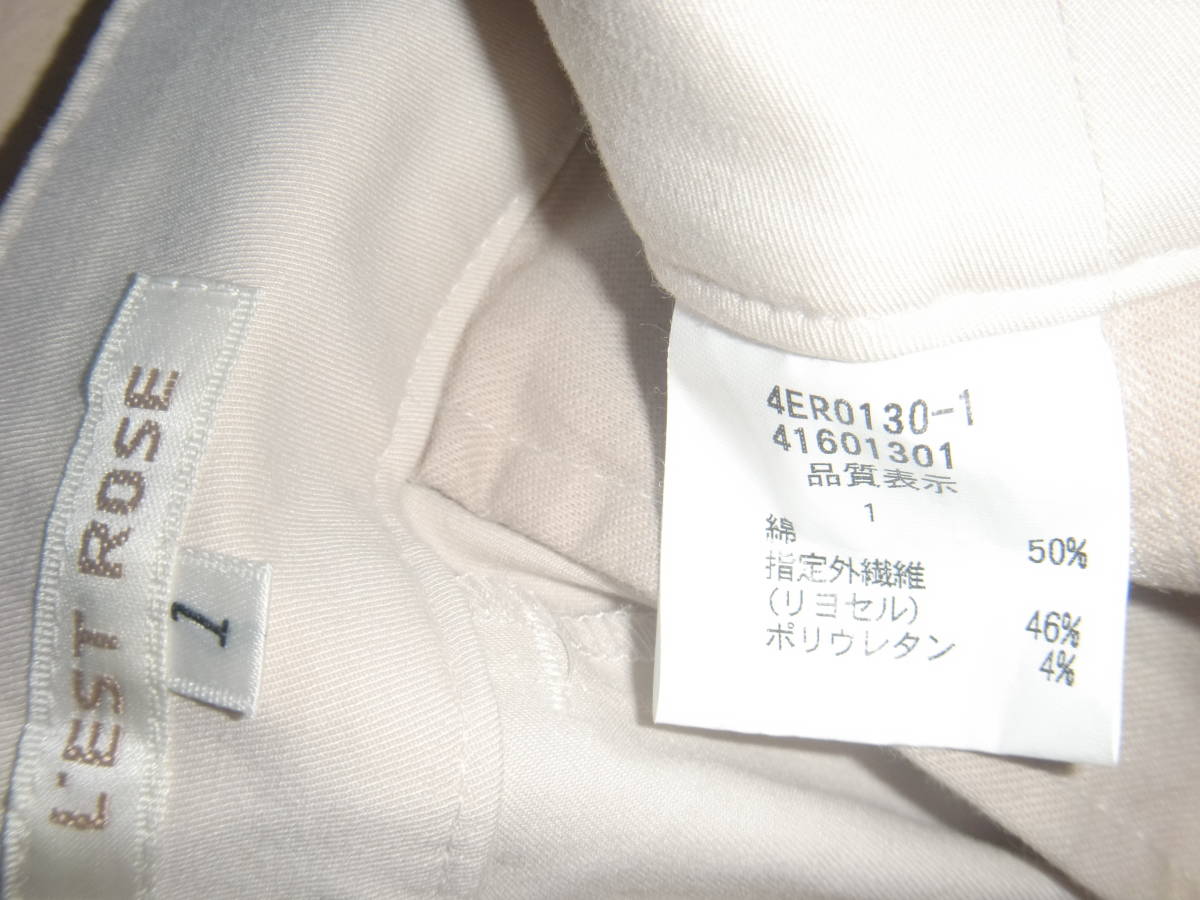 L'EST ROSE
1
4ER0130-1
41601301
品質表示
1
綿 50%
指定外繊維
(リヨセル) 46%
ポリウレタン 4%